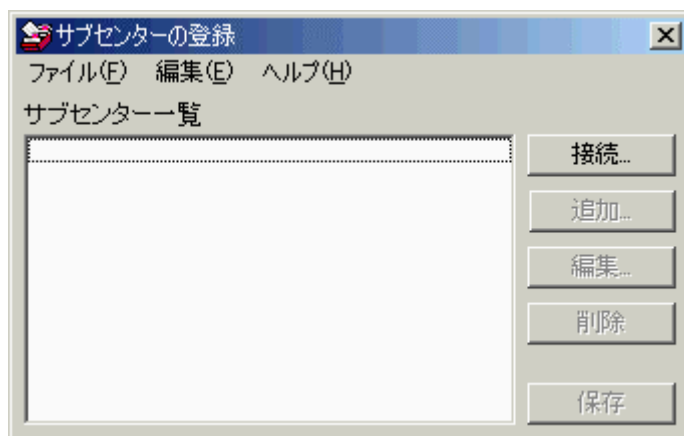 サブセンターの登録
ファイル(F) 編集(E) ヘルプ(H)
サブセンター一覧
接続...
追加...
編集...
削除
保存